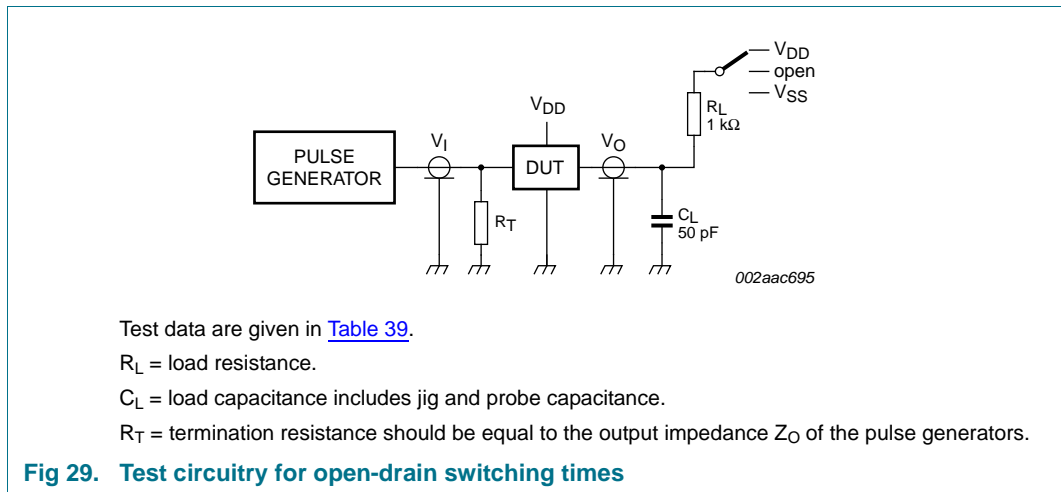 VDD
open
VSS
RL
1 kΩ
VDD
VI
VO
PULSE
GENERATOR
DUT
RT
CL
50 pF
002aac695
Test data are given in Table 39.
RL = load resistance.
CL = load capacitance includes jig and probe capacitance.
RT = termination resistance should be equal to the output impedance ZO of the pulse generators.
Fig 29. Test circuitry for open-drain switching times